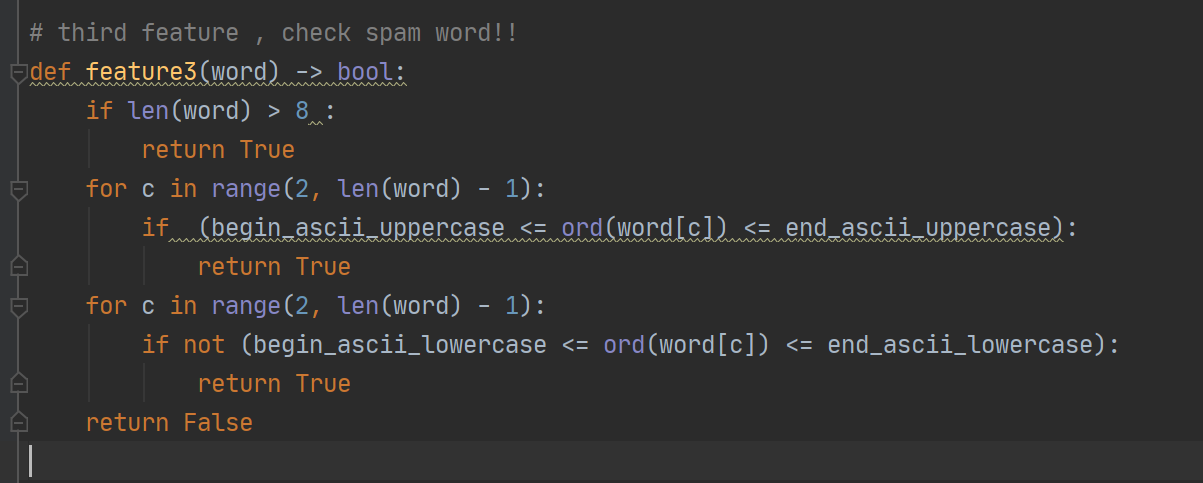 # third feature , check spam word!!
def feature3(word) -> bool:
    if len(word) > 8 :
        return True
    for c in range(2, len(word) - 1):
        if  (begin_ascii_uppercase <= ord(word[c]) <= end_ascii_uppercase):
            return True
    for c in range(2, len(word) - 1):
        if not (begin_ascii_lowercase <= ord(word[c]) <= end_ascii_lowercase):
            return True
    return False